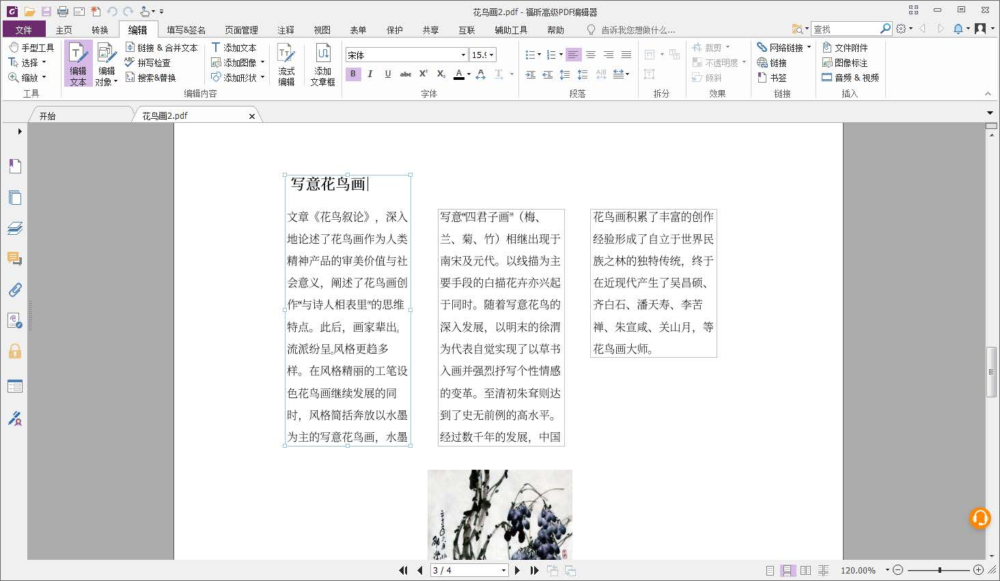 花鸟画2.pdf - 福昕高级PDF编辑器
文件 主页 转换 编辑 填写&签名 页面管理 注释 视图 表单 保护 共享 互联 辅助工具 帮助 告诉我您想做什么... 查找
手型工具
选择
缩放
工具
编辑
文本
编辑
对象
链接 & 合并文本
拼写检查
搜索&替换
添加文本
添加图像
添加形状
流式
编辑
添加
文章框
编辑内容
宋体 15.9
B I U abc X² X₂ A A T
字体
段落
拆分
裁剪
不透明度
倾斜
效果
网络链接
链接
书签
链接
文件附件
图像标注
音频 & 视频
插入
开始
花鸟画2.pdf
写意花鸟画
文章《花鸟叙论》，深入
地论述了花鸟画作为人类
精神产品的审美价值与社
会意义，阐述了花鸟画创
作“与诗人相表里”的思维
特点。此后，画家辈出。
流派纷呈。风格更趋多
样。在风格精丽的工笔设
色花鸟画继续发展的同
时，风格简括奔放以水墨
为主的写意花鸟画，水墨
写意“四君子画”（梅、
兰、菊、竹）相继出现于
南宋及元代。以线描为主
要手段的白描花卉亦兴起
于同时。随着写意花鸟的
深入发展，以明末的徐渭
为代表自觉实现了以草书
入画并强烈抒写个性情感
的变革。至清初朱耷则达
到了史无前例的高水平。
经过数千年的发展，中国
花鸟画积累了丰富的创作
经验形成了自立于世界民
族之林的独特传统，终于
在近现代产生了吴昌硕、
齐白石、潘天寿、李苦
禅、朱宣咸、关山月，等
花鸟画大师。
3 / 4
120.00%